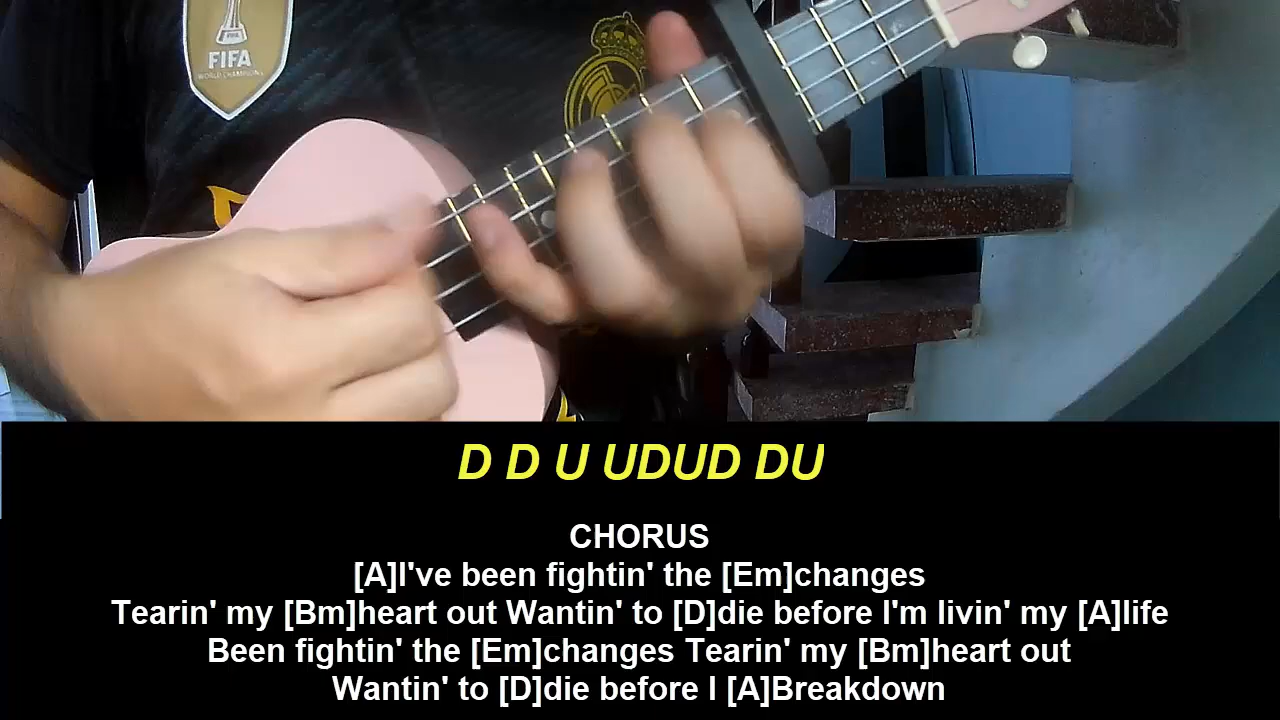 FIFA
WORLD CHAMPIONS
D D U UDUD DU
CHORUS
[A]I've been fightin' the [Em]changes
Tearin' my [Bm]heart out Wantin' to [D]die before I'm livin' my [A]life
Been fightin' the [Em]changes Tearin' my [Bm]heart out
Wantin' to [D]die before I [A]Breakdown